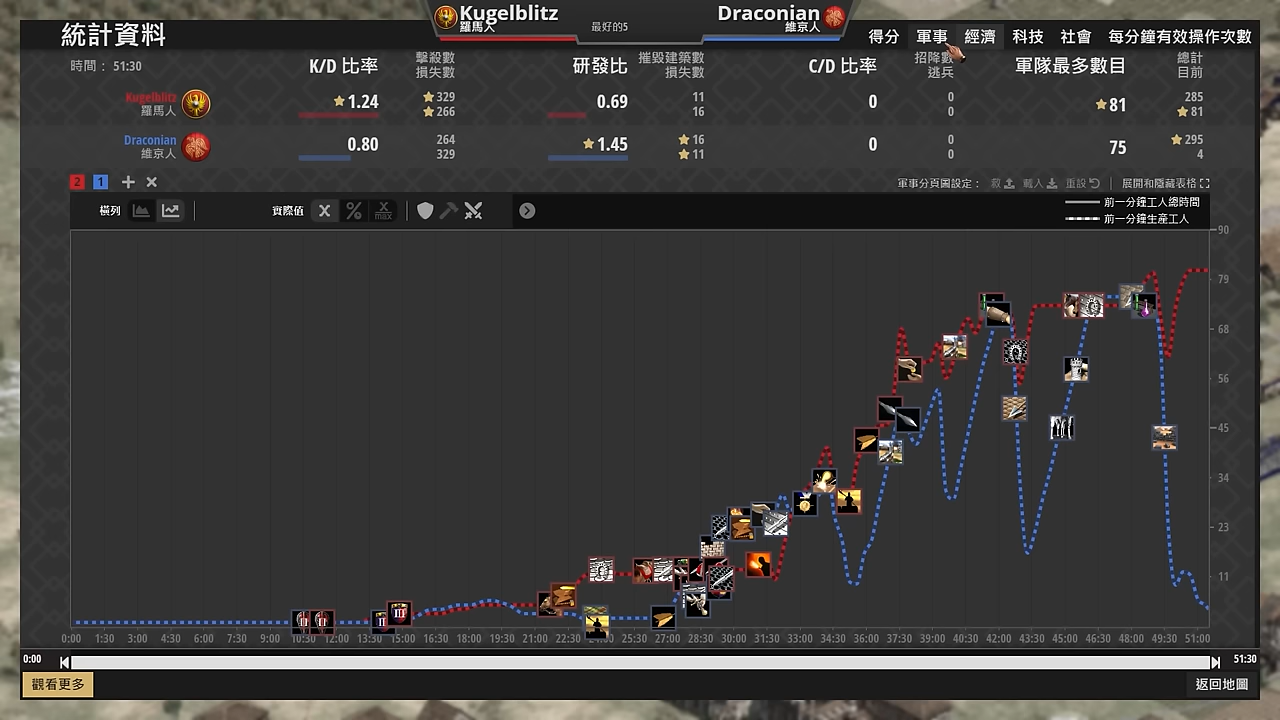 Kugelblitz
羅馬人
最好的5
Draconian
維京人
統計資料
得分 軍事 經濟 科技 社會 每分鐘有效操作次數
時間： 51:30
K/D 比率
擊殺數
損失數
研發比
摧毀建築數
損失數
C/D 比率
招降數
逃兵
軍隊最多數目
總計
目前
Kugelblitz
羅馬人
1.24
329
266
0.69
11
16
0
0
0
81
285
81
Draconian
維京人
0.80
264
329
1.45
16
11
0
0
0
75
295
4
2 1
軍事分頁圖設定： 載入 重設 展開和隱藏表格
橫列 實際值 X % X max
前一分鐘工人總時間
前一分鐘生產工人
90
79
68
56
45
34
23
11
0:00 1:30 3:00 4:30 6:00 7:30 9:00 10:30 12:00 13:30 15:00 16:30 18:00 19:30 21:00 22:30 24:00 25:30 27:00 28:30 30:00 31:30 33:00 34:30 36:00 37:30 39:00 40:30 42:00 43:30 45:00 46:30 48:00 49:30 51:00
0:00 51:30
觀看更多 返回地圖